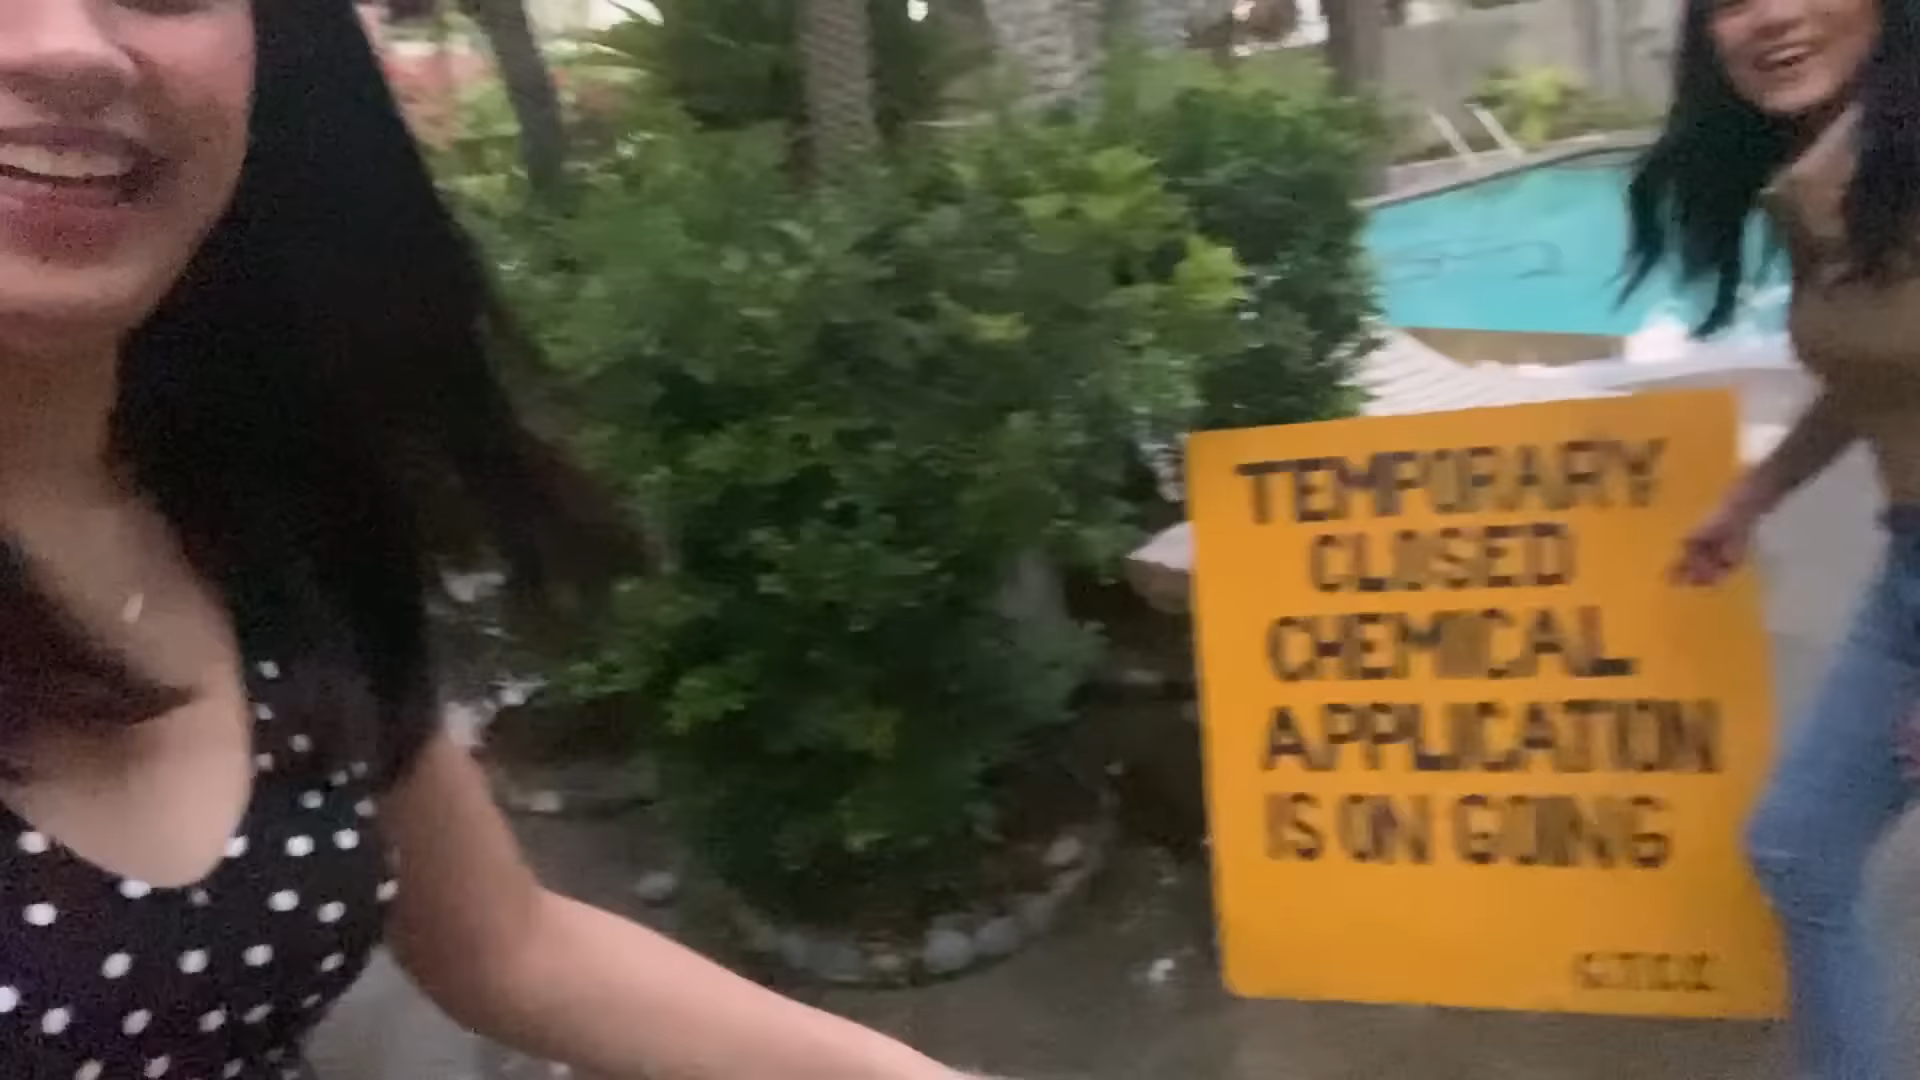 TEMPORARY
CLOSED
CHEMICAL
APPLICATION
IS ON GOING